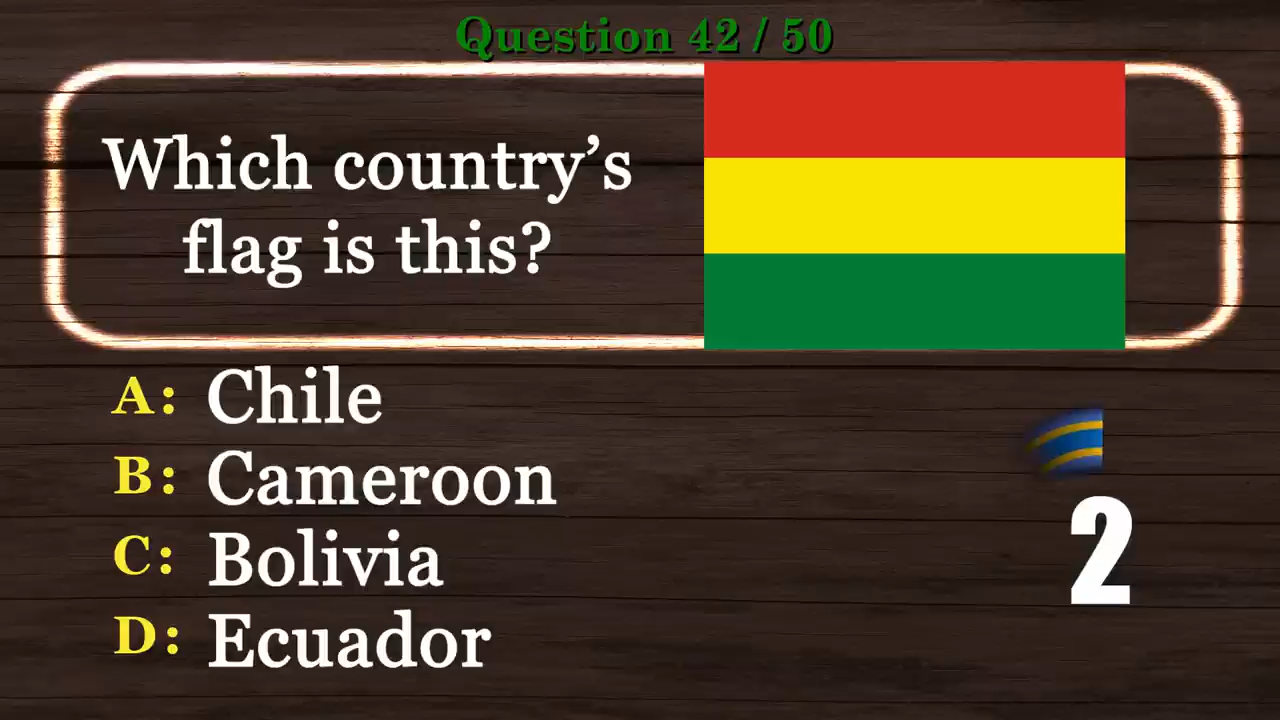 Question 42 / 50
Which country’s
flag is this?
A: Chile
B: Cameroon
C: Bolivia
D: Ecuador
2